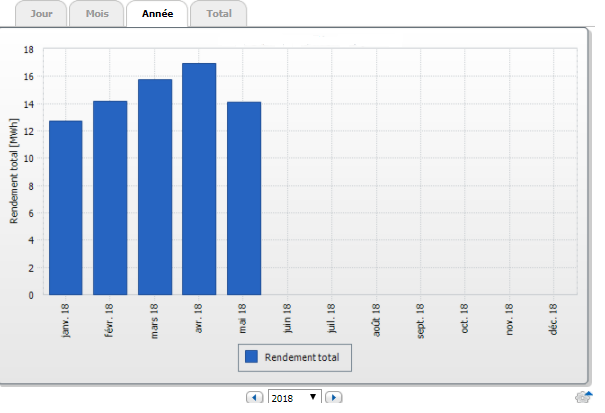 Jour Mois Année Total
Rendement total [MWh]
18
16
14
12
10
8
6
4
2
0
janv. 18 févr. 18 mars 18 avr. 18 mai 18 juin 18 juil. 18 août 18 sept. 18 oct. 18 nov. 18 déc. 18
Rendement total
2018